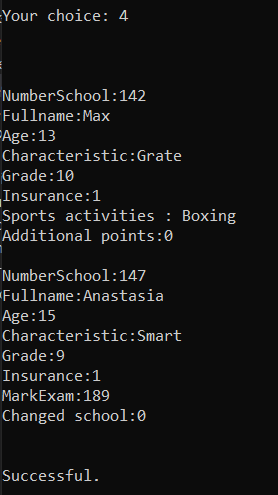 Your choice: 4
NumberSchool:142
Fullname:Max
Age:13
Characteristic:Grate
Grade:10
Insurance:1
Sports activities : Boxing
Additional points:0
NumberSchool:147
Fullname:Anastasia
Age:15
Characteristic:Smart
Grade:9
Insurance:1
MarkExam:189
Changed school:0
Successful.